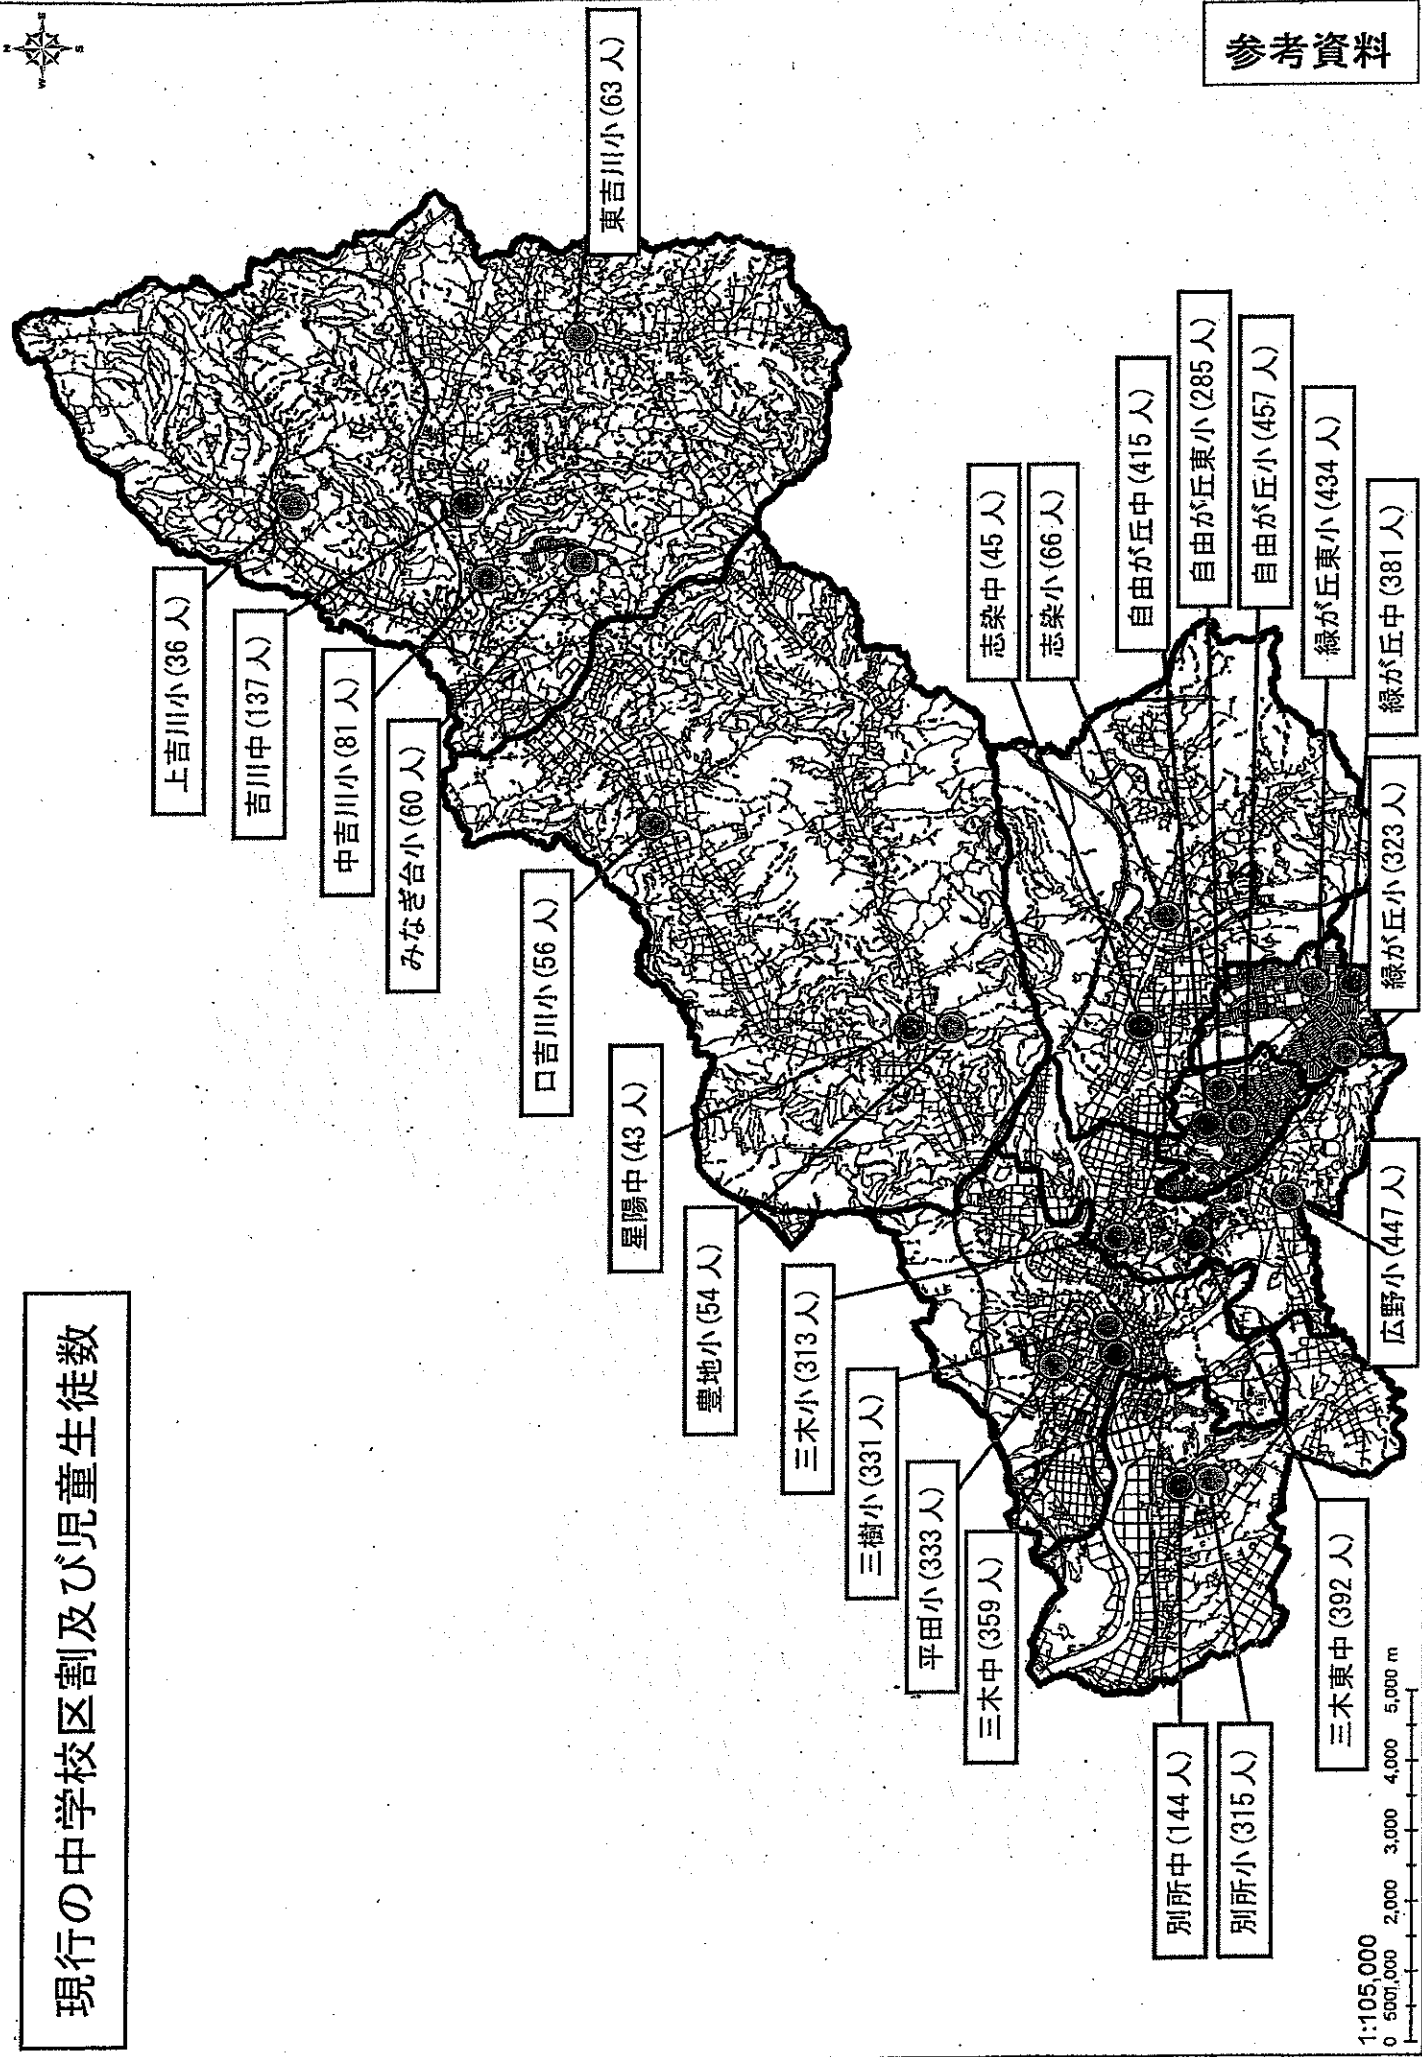 現行の中学校区割及び児童生徒数
参考資料
N
E
S
W
上吉川小(36人)
吉川中(137人)
中吉川小(81人)
みなぎ台小(60人)
東吉川小(63人)
口吉川小(56人)
星陽中(43人)
豊地小(54人)
三木小(313人)
三樹小(331人)
平田小(333人)
三木中(359人)
志染中(45人)
志染小(66人)
自由が丘中(415人)
自由が丘東小(285人)
自由が丘小(457人)
緑が丘東小(434人)
緑が丘中(381人)
緑が丘小(323人)
広野小(447人)
三木東中(392人)
別所中(144人)
別所小(315人)
1:105,000
0 500 1,000 2,000 3,000 4,000 5,000 m